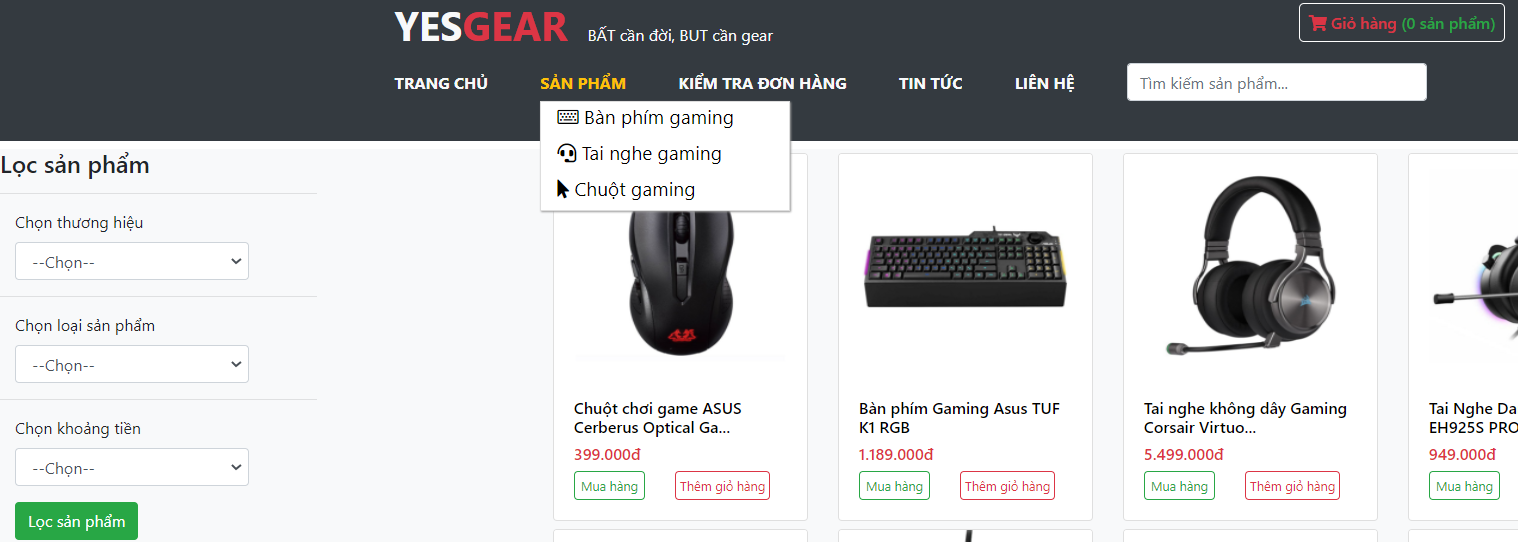 YESGEAR BẤT cần đời, BUT cần gear
Giỏ hàng (0 sản phẩm)
TRANG CHỦ SẢN PHẨM KIỂM TRA ĐƠN HÀNG TIN TỨC LIÊN HỆ Tìm kiếm sản phẩm...
Bàn phím gaming
Tai nghe gaming
Chuột gaming
Lọc sản phẩm
Chọn thương hiệu
--Chọn--
Chọn loại sản phẩm
--Chọn--
Chọn khoảng tiền
--Chọn--
Lọc sản phẩm
Chuột chơi game ASUS
Cerberus Optical Ga...
399.000đ
Mua hàng Thêm giỏ hàng
Bàn phím Gaming Asus TUF
K1 RGB
1.189.000đ
Mua hàng Thêm giỏ hàng
Tai nghe không dây Gaming
Corsair Virtuo...
5.499.000đ
Mua hàng Thêm giỏ hàng
Tai Nghe Da
EH925S PRO
949.000đ
Mua hàng